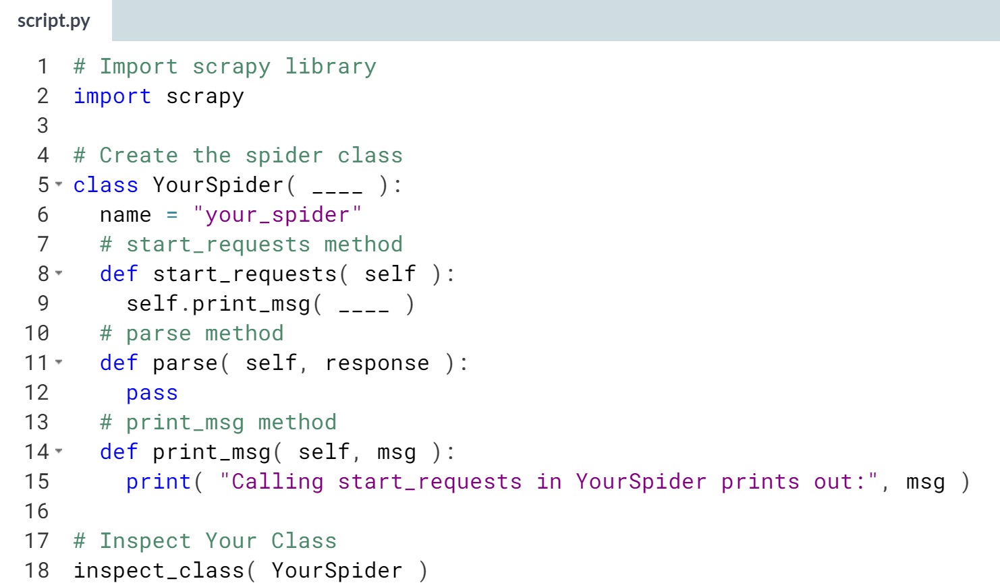 script.py
1 # Import scrapy library
2 import scrapy
3
4 # Create the spider class
5 class YourSpider( ____ ):
6   name = "your_spider"
7   # start_requests method
8   def start_requests( self ):
9     self.print_msg( ____ )
10   # parse method
11   def parse( self, response ):
12     pass
13   # print_msg method
14   def print_msg( self, msg ):
15     print( "Calling start_requests in YourSpider prints out:", msg )
16
17 # Inspect Your Class
18 inspect_class( YourSpider )